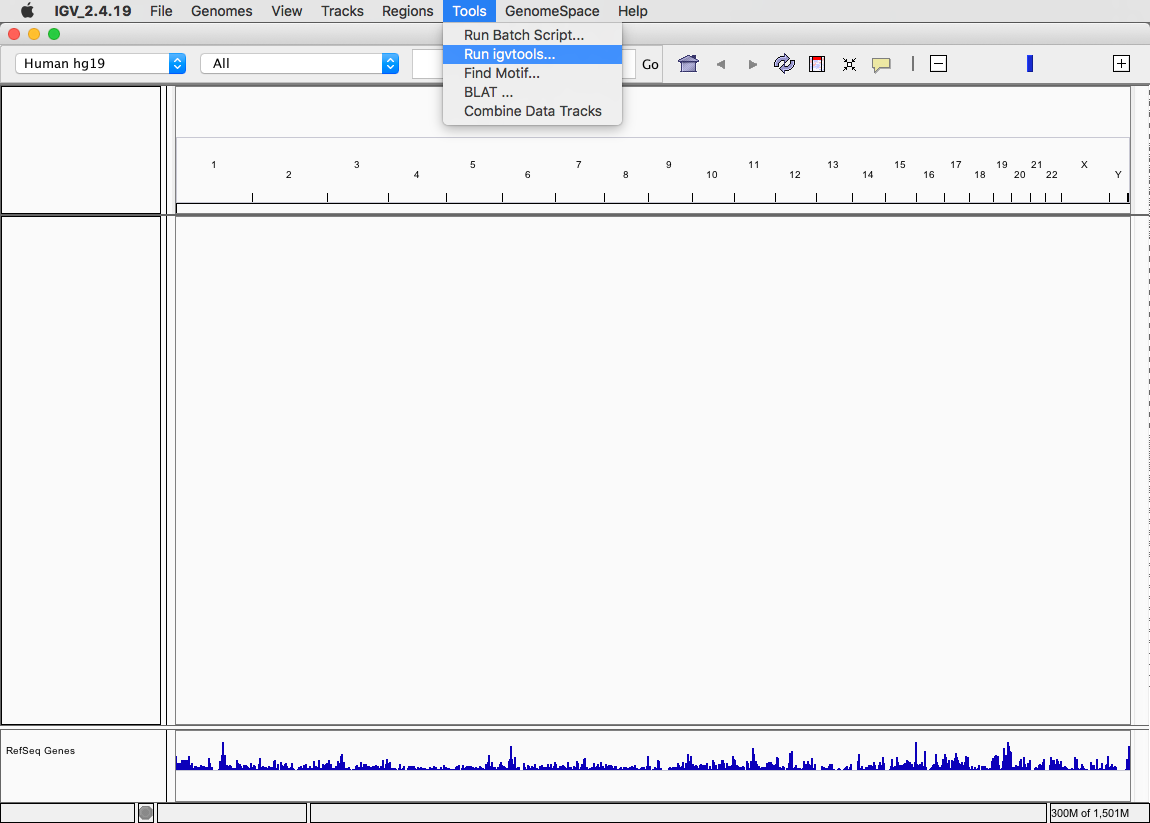 IGV_2.4.19 File Genomes View Tracks Regions Tools GenomeSpace Help
Run Batch Script...
Run igvtools...
Find Motif...
BLAT ...
Combine Data Tracks
Human hg19 All Go
1 3 5 7 9 11 13 15 17 19 21 X
2 4 6 8 10 12 14 16 18 20 22 Y
RefSeq Genes
300M of 1,501M